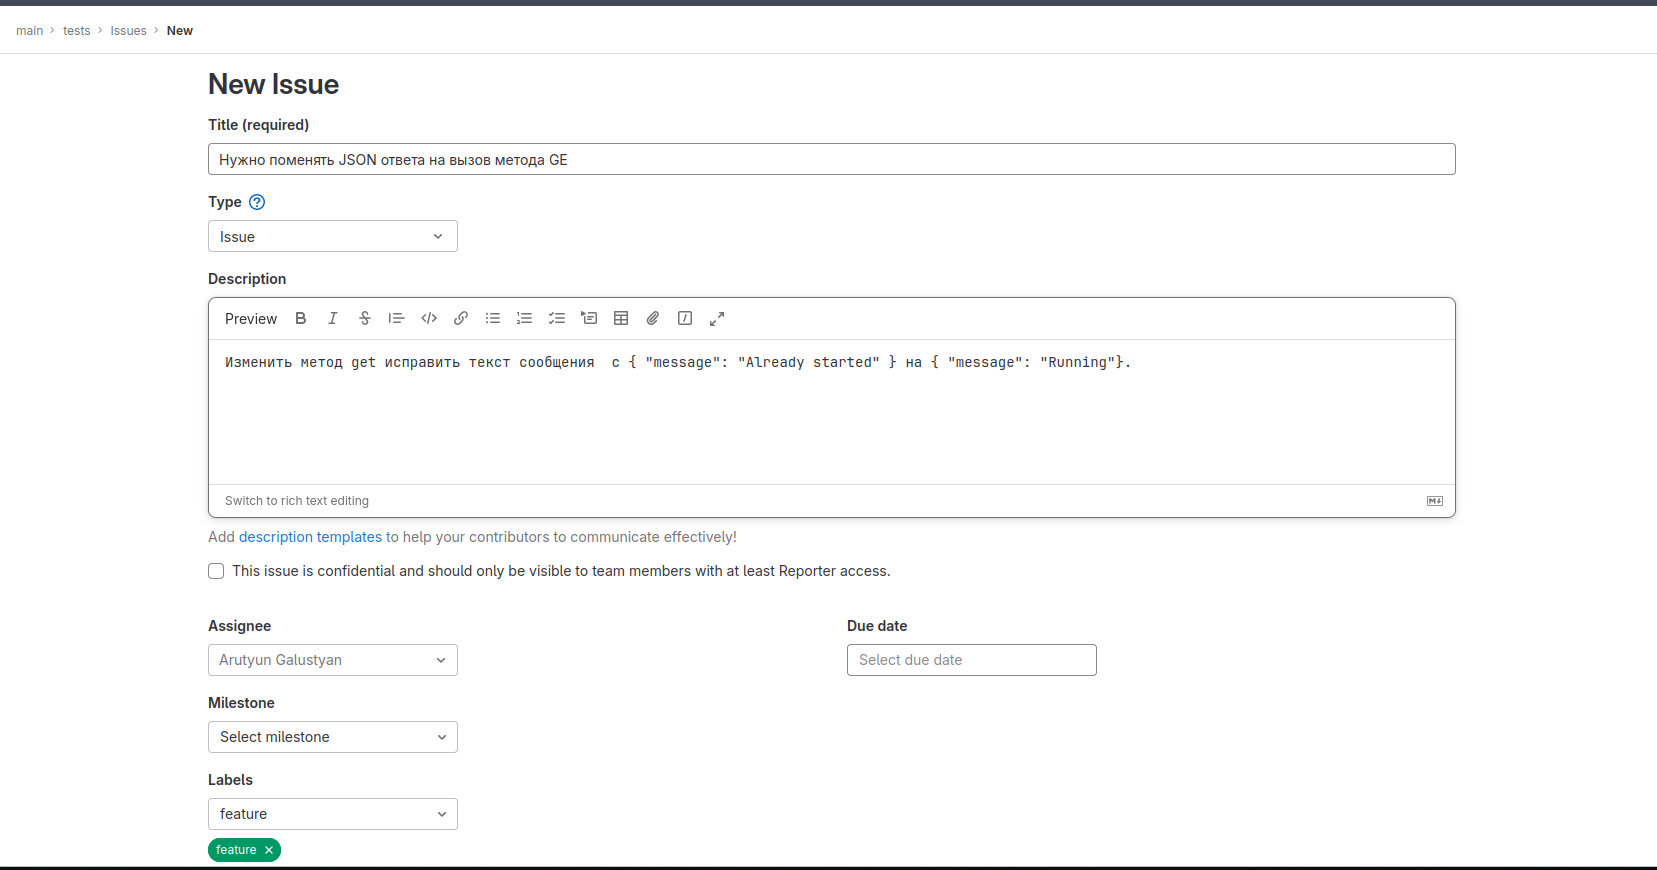 main > tests > Issues > New
New Issue
Title (required)
Нужно поменять JSON ответа на вызов метода GE
Type ?
Issue
Description
Preview B I S
Изменить метод get исправить текст сообщения  с { "message": "Already started" } на { "message": "Running"}.
Switch to rich text editing
Add description templates to help your contributors to communicate effectively!
This issue is confidential and should only be visible to team members with at least Reporter access.
Assignee
Arutyun Galustyan
Due date
Select due date
Milestone
Select milestone
Labels
feature
feature ×